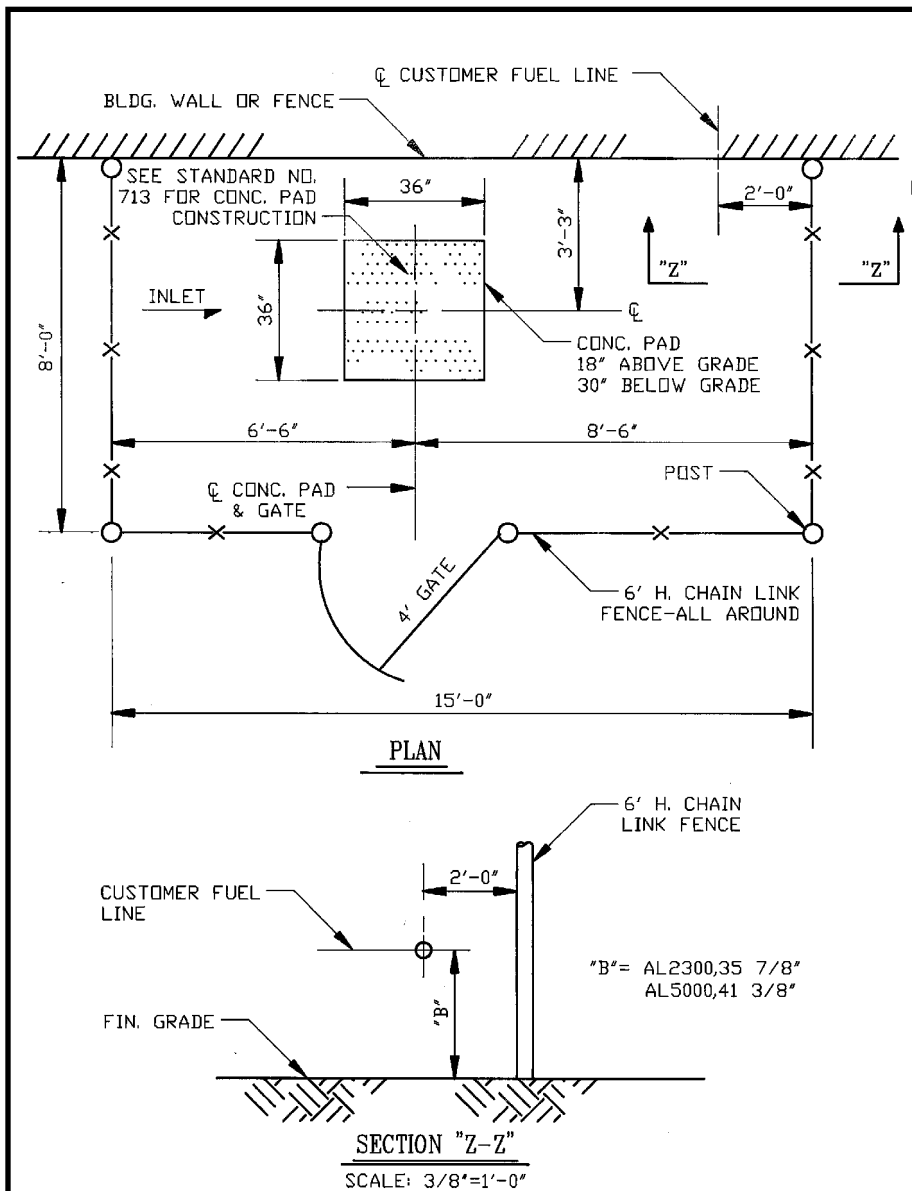 ℄ CUSTOMER FUEL LINE
BLDG. WALL OR FENCE
SEE STANDARD NO.
713 FOR CONC. PAD
CONSTRUCTION
36"
3'-3"
2'-0"
"Z"
"Z"
INLET
36"
℄
8'-0"
CONC. PAD
18" ABOVE GRADE
30" BELOW GRADE
6'-6"
8'-6"
℄ CONC. PAD
& GATE
POST
4' GATE
6' H. CHAIN LINK
FENCE-ALL AROUND
15'-0"
PLAN
6' H. CHAIN
LINK FENCE
2'-0"
CUSTOMER FUEL
LINE
"B"
"B"= AL2300,35 7/8"
AL5000,41 3/8"
FIN. GRADE
SECTION "Z-Z"
SCALE: 3/8"=1'-0"